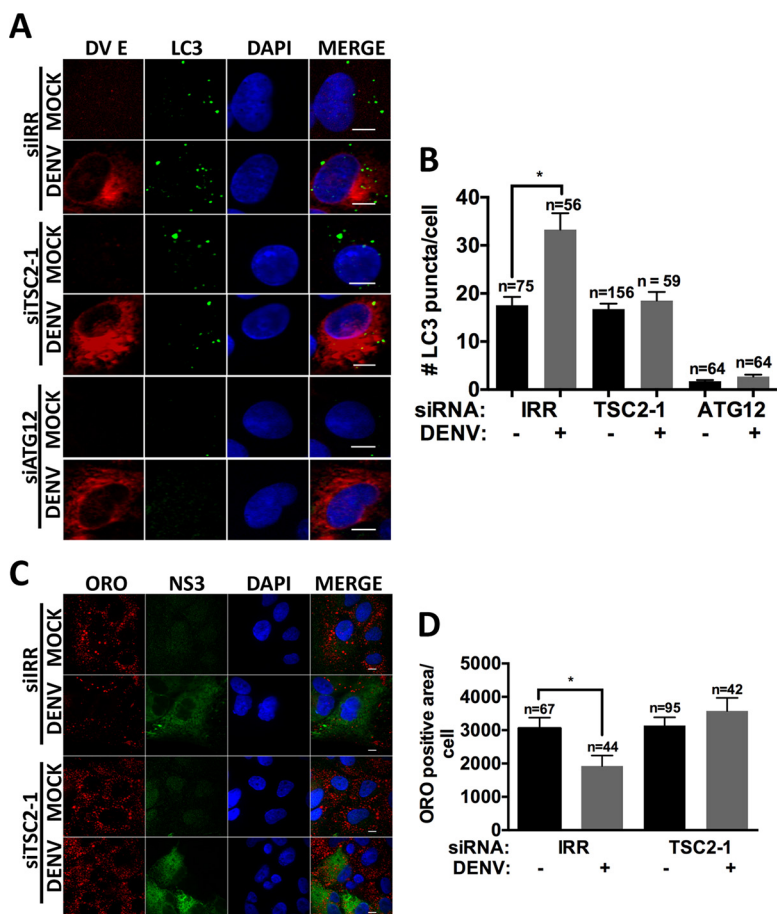 A
DV E LC3 DAPI MERGE
siIRR
MOCK
DENV
siTSC2-1
MOCK
DENV
siATG12
MOCK
DENV
B
# LC3 puncta/cell
40
30
20
10
0
*
n=75
n=56
n=156
n = 59
n=64
n=64
siRNA: IRR TSC2-1 ATG12
DENV: - + - + - +
C
ORO NS3 DAPI MERGE
siIRR
MOCK
DENV
siTSC2-1
MOCK
DENV
D
ORO positive area/
cell
5000
4000
3000
2000
1000
0
*
n=67
n=44
n=95
n=42
siRNA: IRR TSC2-1
DENV: - + - +